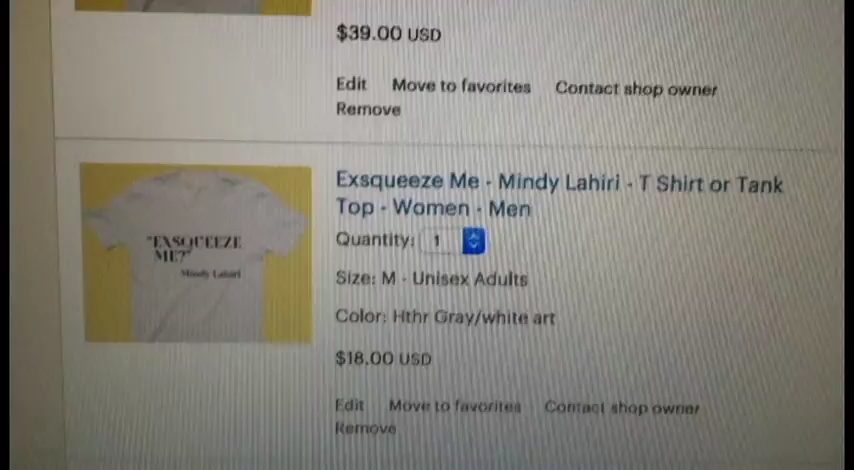 $39.00 USD
Edit Move to favorites Contact shop owner
Remove
Exsqueeze Me - Mindy Lahiri - T Shirt or Tank
Top - Women - Men
Quantity: 1
"EXSQUEEZE
ME?"
Mindy Lahiri
Size: M - Unisex Adults
Color: Hthr Gray/white art
$18.00 USD
Edit Move to favorites Contact shop owner
Remove